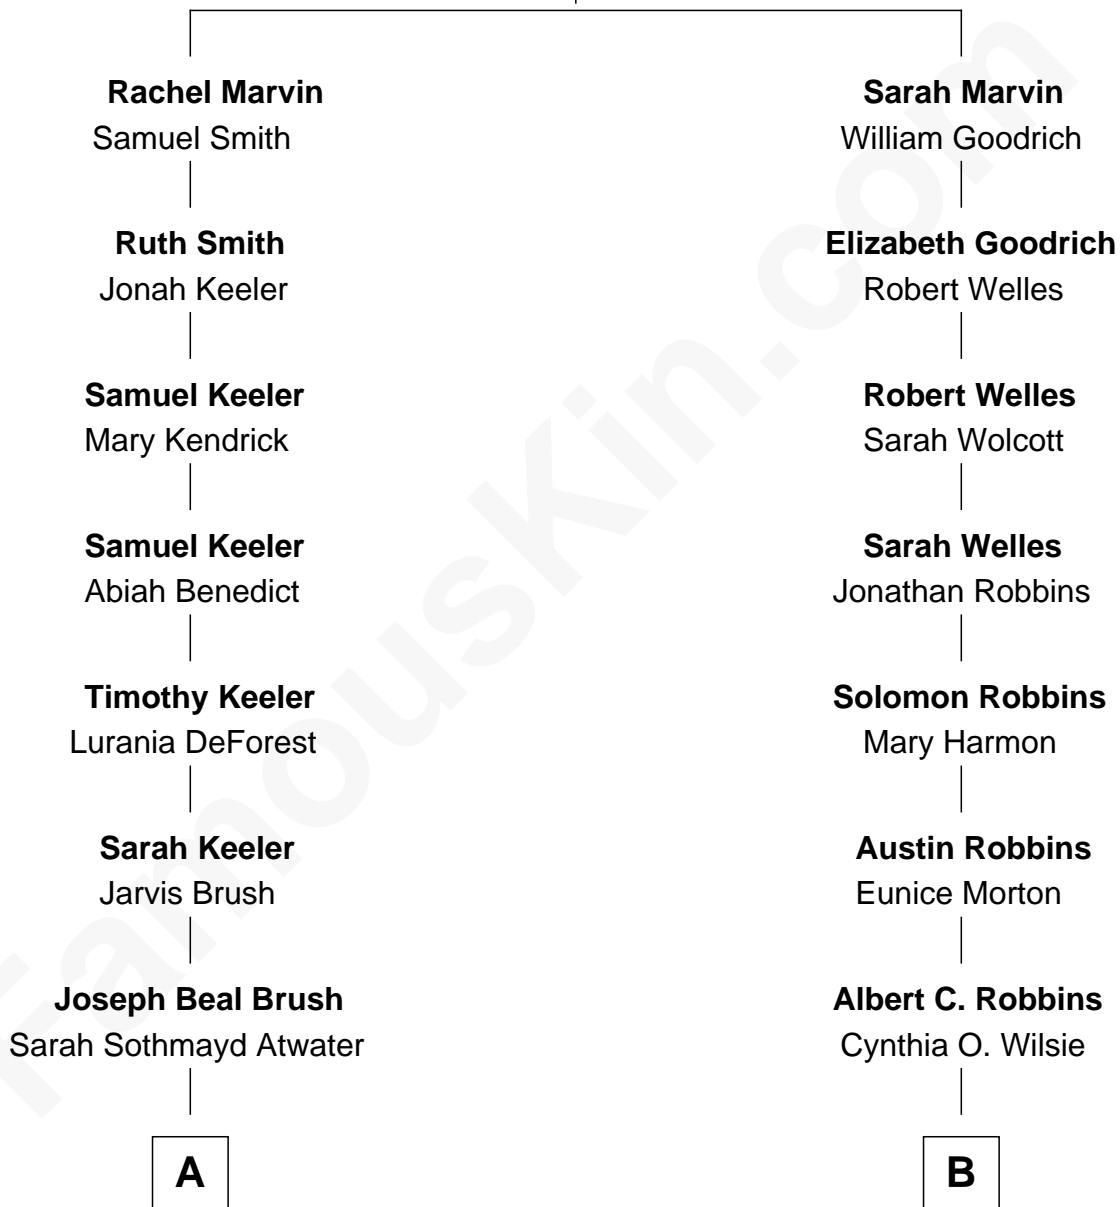 Rachel Marvin
Samuel Smith
Sarah Marvin
William Goodrich
Ruth Smith
Jonah Keeler
Elizabeth Goodrich
Robert Welles
Samuel Keeler
Mary Kendrick
Robert Welles
Sarah Wolcott
Samuel Keeler
Abiah Benedict
Sarah Welles
Jonathan Robbins
Timothy Keeler
Lurania DeForest
Solomon Robbins
Mary Harmon
Sarah Keeler
Jarvis Brush
Austin Robbins
Eunice Morton
Joseph Beal Brush
Sarah Sothmayd Atwater
Albert C. Robbins
Cynthia O. Wilsie
A
B
FamousKin.com